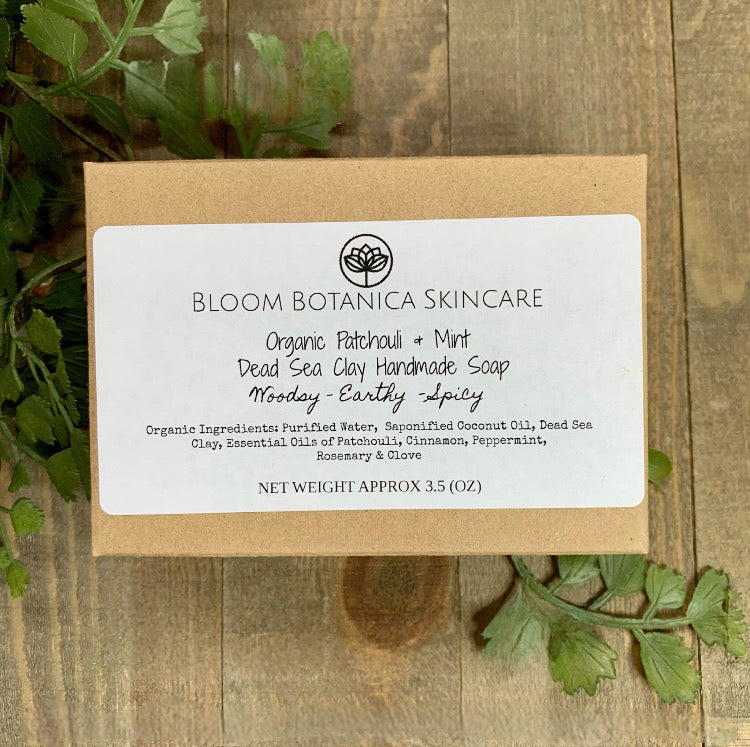 BLOOM BOTANICA SKINCARE
Organic Patchouli + Mint
Dead Sea Clay Handmade Soap
Woodsy - Earthy - Spicy
Organic Ingredients: Purified Water, Saponified Coconut Oil, Dead Sea
Clay, Essential Oils of Patchouli, Cinnamon, Peppermint,
Rosemary & Clove
NET WEIGHT APPROX 3.5 (OZ)